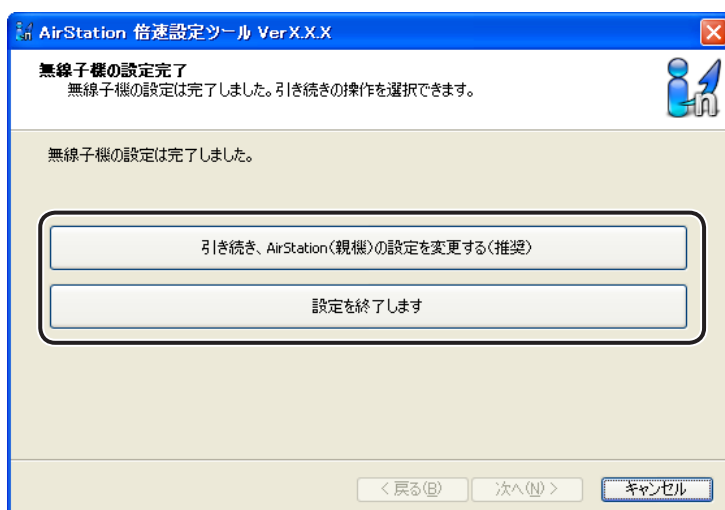 AirStation 倍速設定ツール VerX.X.X
無線子機の設定完了
無線子機の設定は完了しました。引き続きの操作を選択できます。
無線子機の設定は完了しました。
引き続き、AirStation(親機)の設定を変更する(推奨)
設定を終了します
< 戻る(B)
次へ(N) >
キャンセル